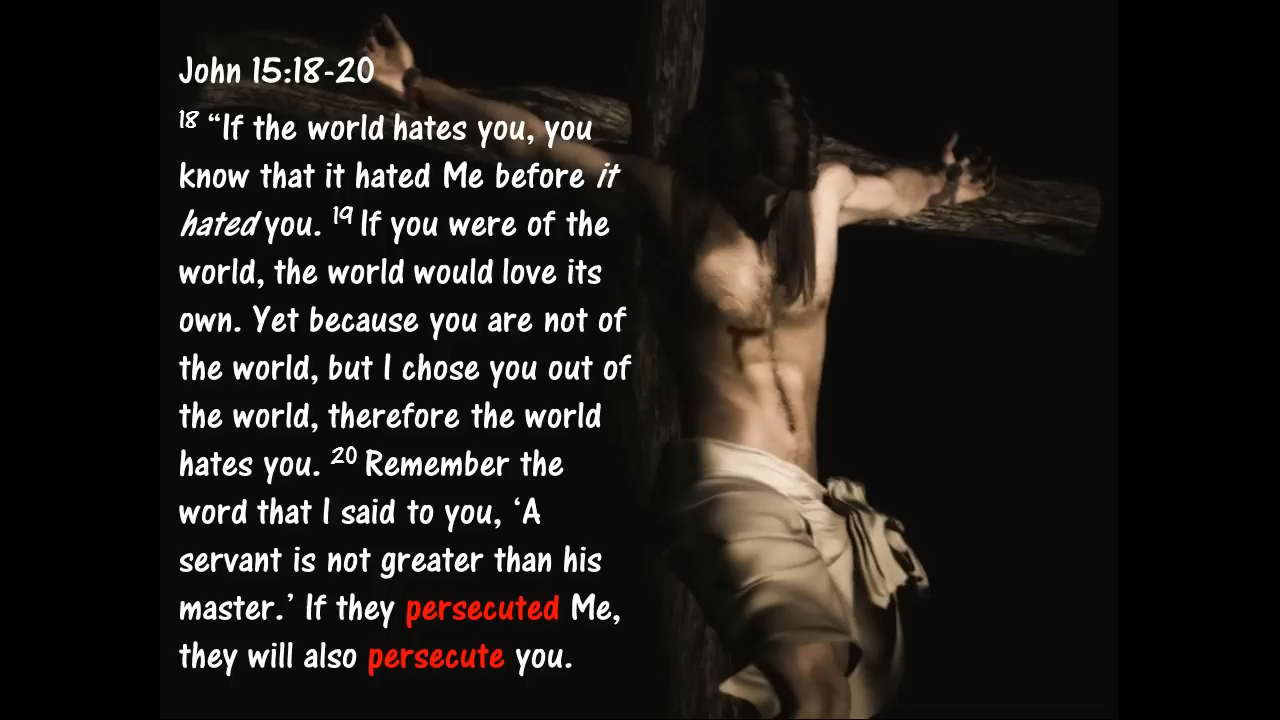 John 15:18-20
18 “If the world hates you, you
know that it hated Me before it
hated you. 19 If you were of the
world, the world would love its
own. Yet because you are not of
the world, but I chose you out of
the world, therefore the world
hates you. 20 Remember the
word that I said to you, ‘A
servant is not greater than his
master.’ If they persecuted Me,
they will also persecute you.